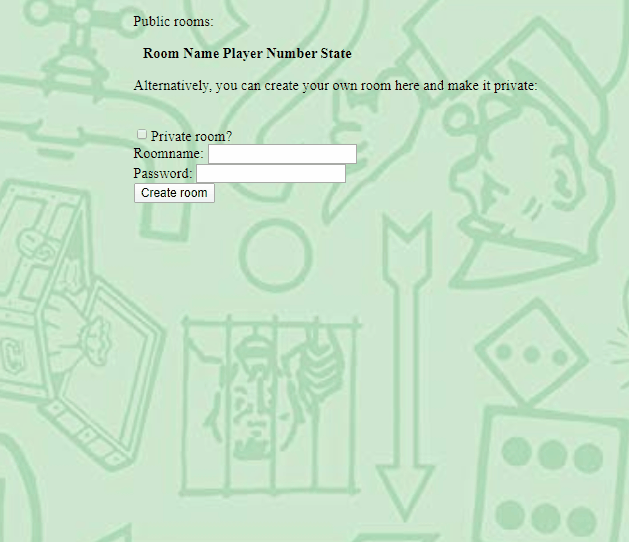 Public rooms:
Room Name Player Number State
Alternatively, you can create your own room here and make it private:
Private room?
Roomname:
Password:
Create room